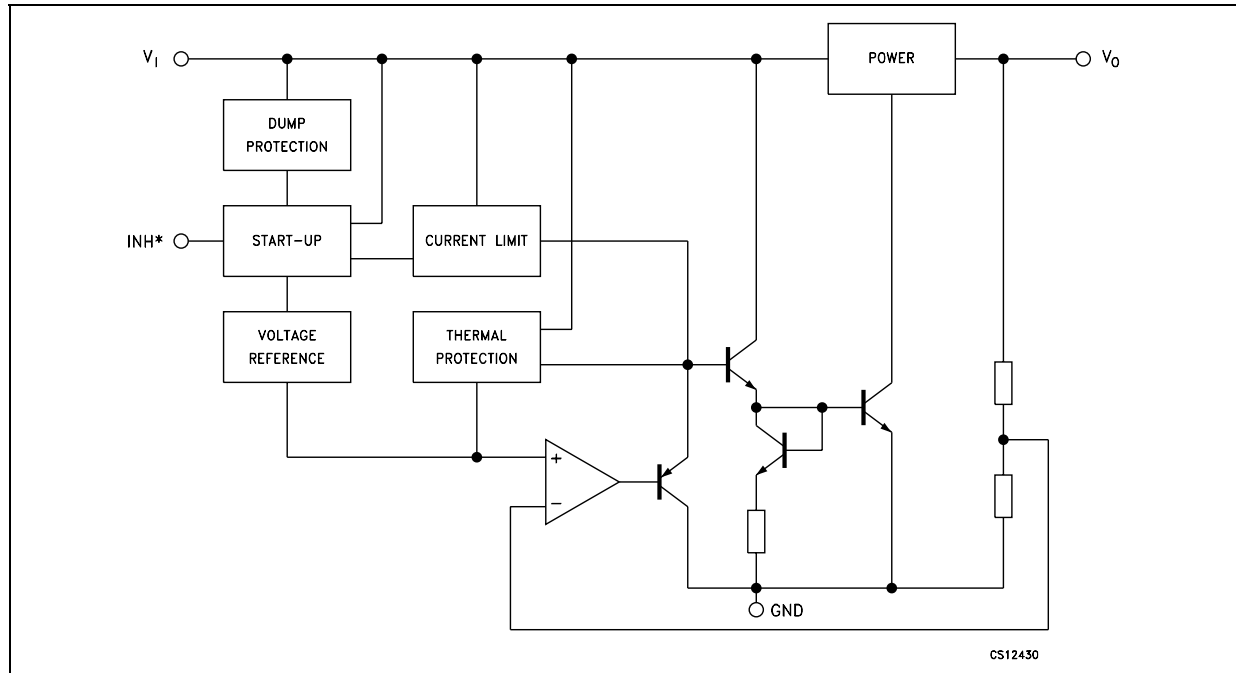 V_I
POWER
V_O
DUMP
PROTECTION
INH*
START-UP
CURRENT LIMIT
VOLTAGE
REFERENCE
THERMAL
PROTECTION
+
−
GND
CS12430